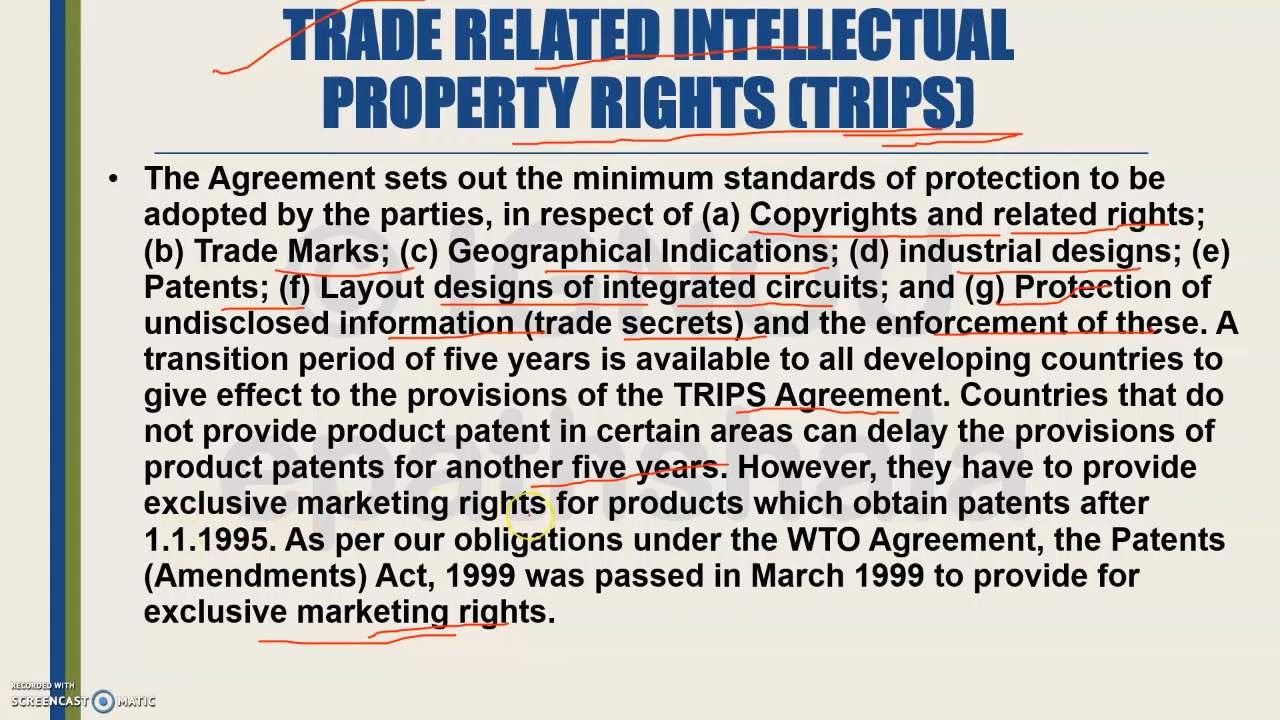 TRADE RELATED INTELLECTUAL
PROPERTY RIGHTS (TRIPS)
• The Agreement sets out the minimum standards of protection to be
adopted by the parties, in respect of (a) Copyrights and related rights;
(b) Trade Marks; (c) Geographical Indications; (d) industrial designs; (e)
Patents; (f) Layout designs of integrated circuits; and (g) Protection of
undisclosed information (trade secrets) and the enforcement of these. A
transition period of five years is available to all developing countries to
give effect to the provisions of the TRIPS Agreement. Countries that do
not provide product patent in certain areas can delay the provisions of
product patents for another five years. However, they have to provide
exclusive marketing rights for products which obtain patents after
1.1.1995. As per our obligations under the WTO Agreement, the Patents
(Amendments) Act, 1999 was passed in March 1999 to provide for
exclusive marketing rights.
RECORDED WITH
SCREENCAST MATIC